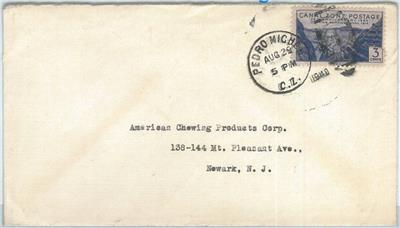 CANAL ZONE POSTAGE
3
CENTS
PEDRO MIGUEL
AUG 29
5 PM
C.Z.
American Chewing Products Corp.
138-144 Mt. Pleasant Ave.,
Newark, N. J.